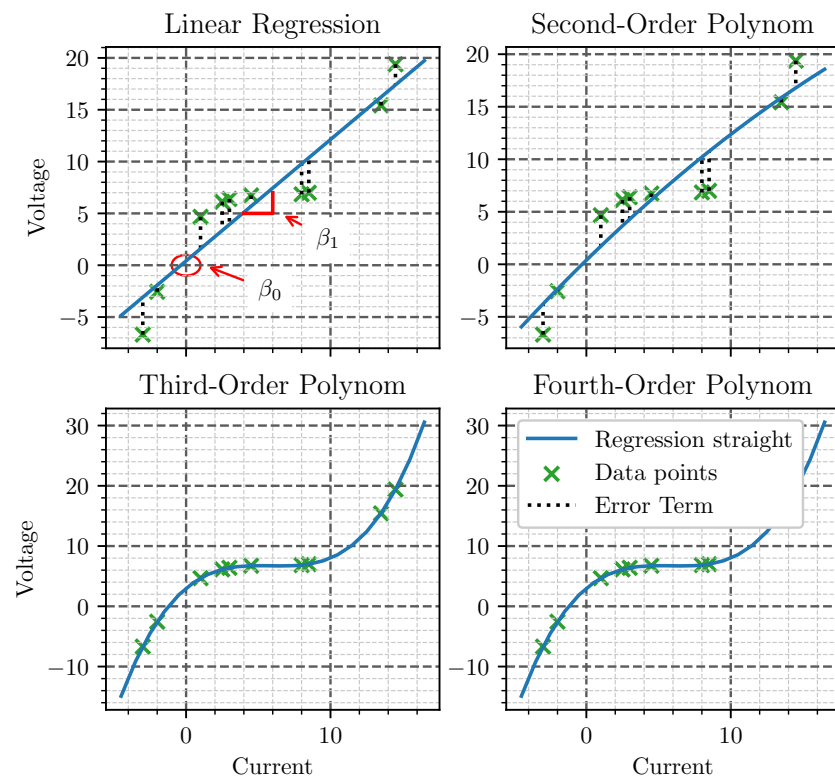 Linear Regression
Second-Order Polynom
20
15
10
5
0
−5
Voltage
β1
β0
20
15
10
5
0
−5
Third-Order Polynom
Fourth-Order Polynom
30
20
10
0
−10
Voltage
0
10
Current
30
20
10
0
−10
Regression straight
Data points
Error Term
0
10
Current